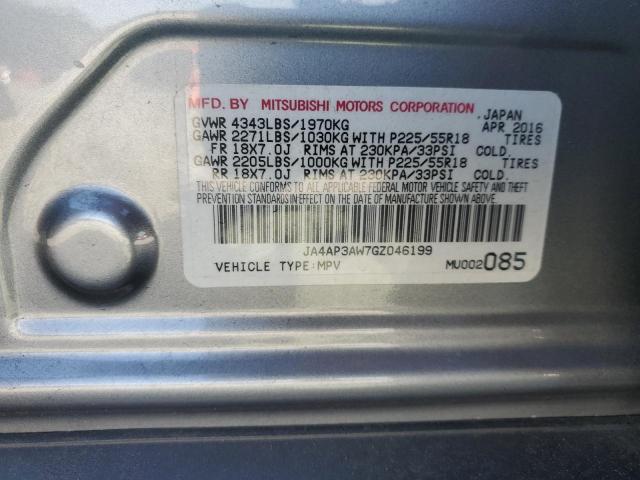 MFD. BY MITSUBISHI MOTORS CORPORATION JAPAN
GVWR 4343LBS/1970KG APR 2016
GAWR 2271LBS/1030KG WITH P225/55R18 TIRES
FR 18X7.0J RIMS AT 230KPA/33PSI COLD.
GAWR 2205LBS/1000KG WITH P225/55R18 TIRES
RR 18X7.0J RIMS AT 230KPA/33PSI COLD.
THIS VEHICLE CONFORMS TO ALL APPLICABLE FEDERAL MOTOR VEHICLE SAFETY AND THEFT
PREVENTION STANDARDS IN EFFECT ON THE DATE OF MANUFACTURE SHOWN ABOVE.
JA4AP3AW7GZ046199
VEHICLE TYPE:MPV MU002085